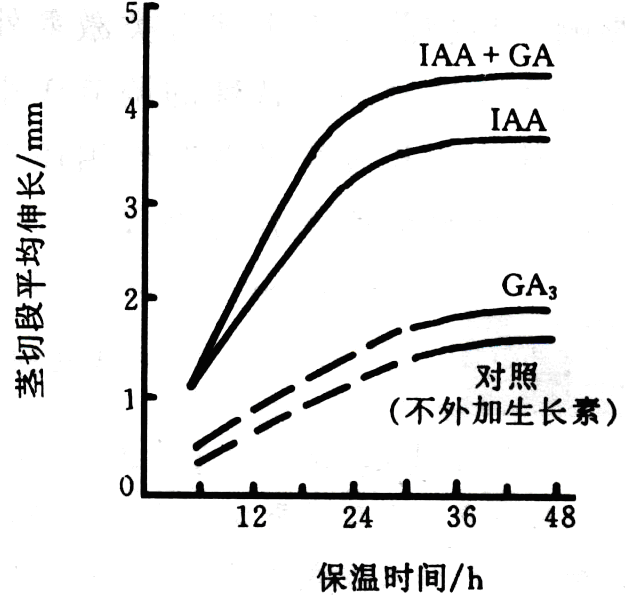 5
4
3
2
1
0
茎切段平均伸长/mm
IAA + GA
IAA
GA₃
对照
(不外加生长素)
12 24 36 48
保温时间/h